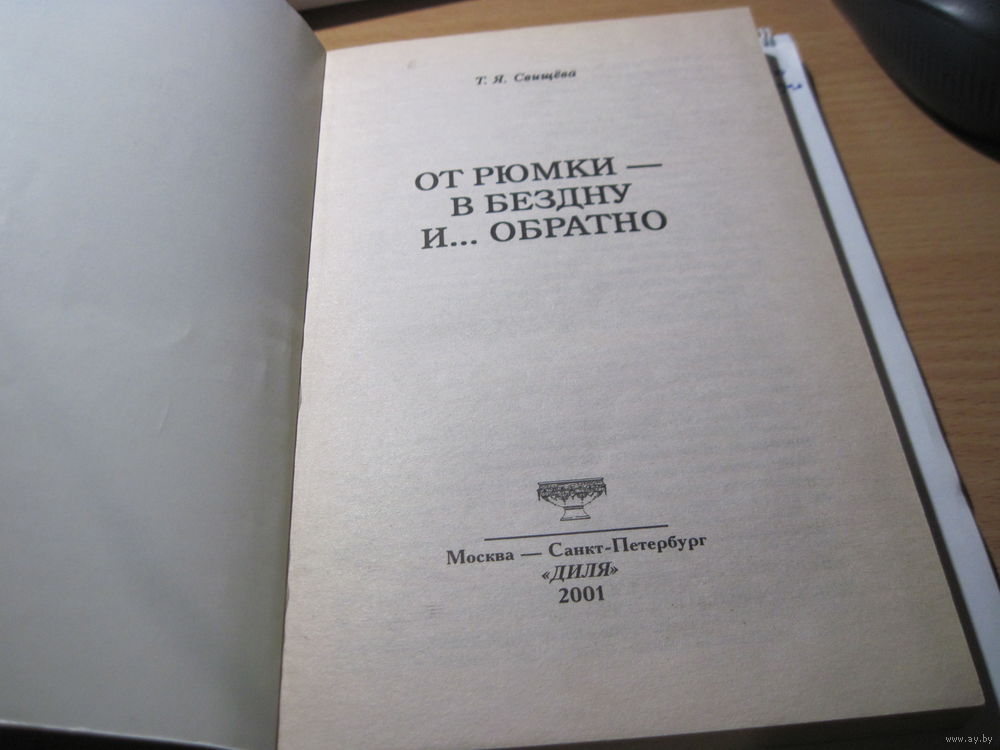 Т. Я. Свищёва
ОТ РЮМКИ —
В БЕЗДНУ
И... ОБРАТНО
Москва — Санкт-Петербург
«ДИЛЯ»
2001
www.ay.by